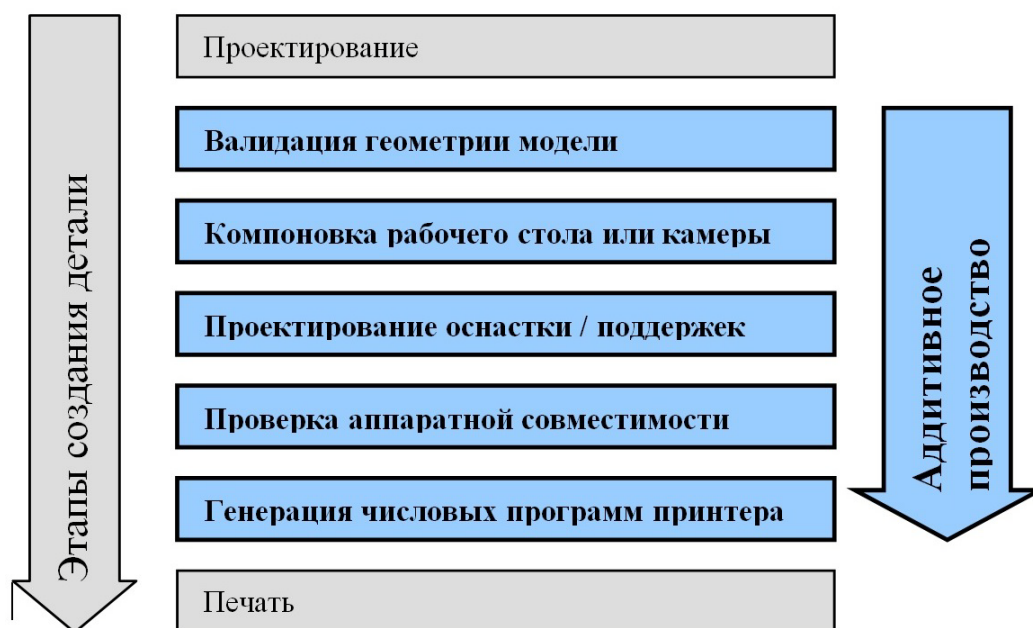 Этапы создания детали
Проектирование
Валидация геометрии модели
Компоновка рабочего стола или камеры
Проектирование оснастки / поддержек
Проверка аппаратной совместимости
Генерация числовых программ принтера
Печать
Аддитивное
производство